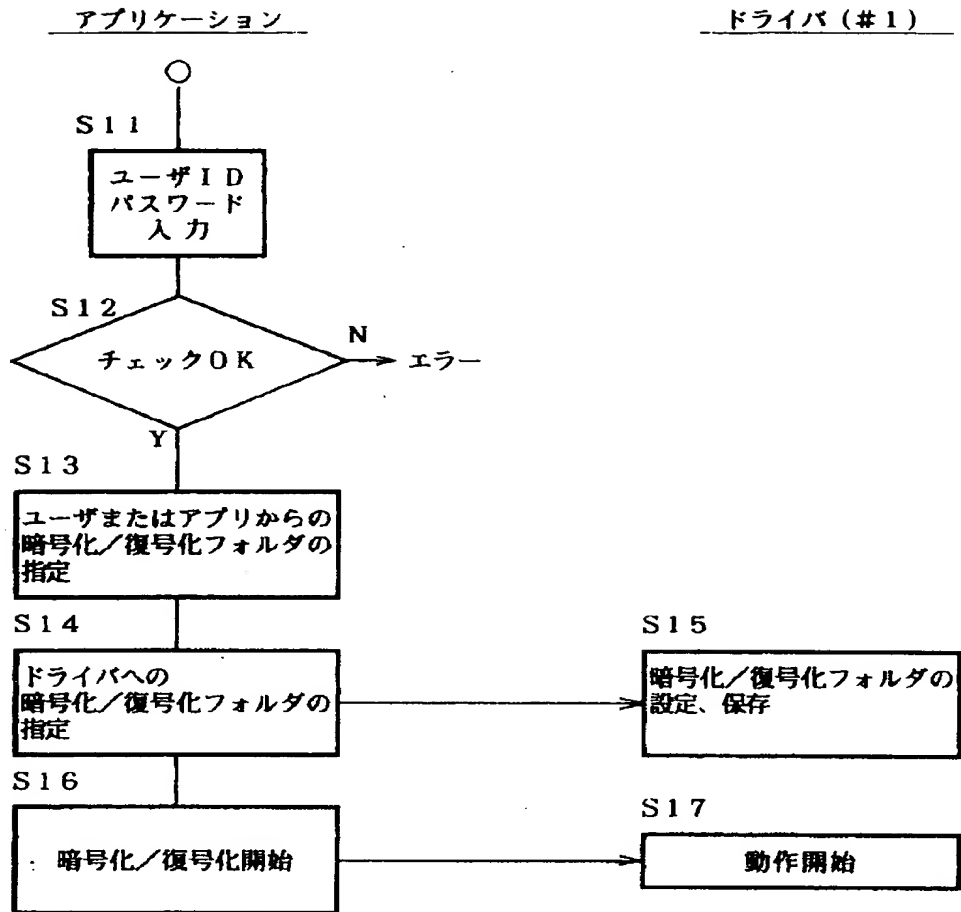 アプリケーション
ドライバ(#1)
S11
ユーザID
パスワード
入力
S12
チェックOK
N
エラー
Y
S13
ユーザまたはアプリからの
暗号化/復号化フォルダの
指定
S14
ドライバへの
暗号化/復号化フォルダの
指定
S15
暗号化/復号化フォルダの
設定、保存
S16
暗号化/復号化開始
S17
動作開始